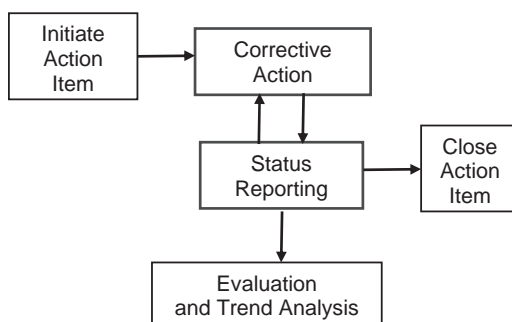 Initiate
Action
Item
Corrective
Action
Status
Reporting
Close
Action
Item
Evaluation
and Trend Analysis